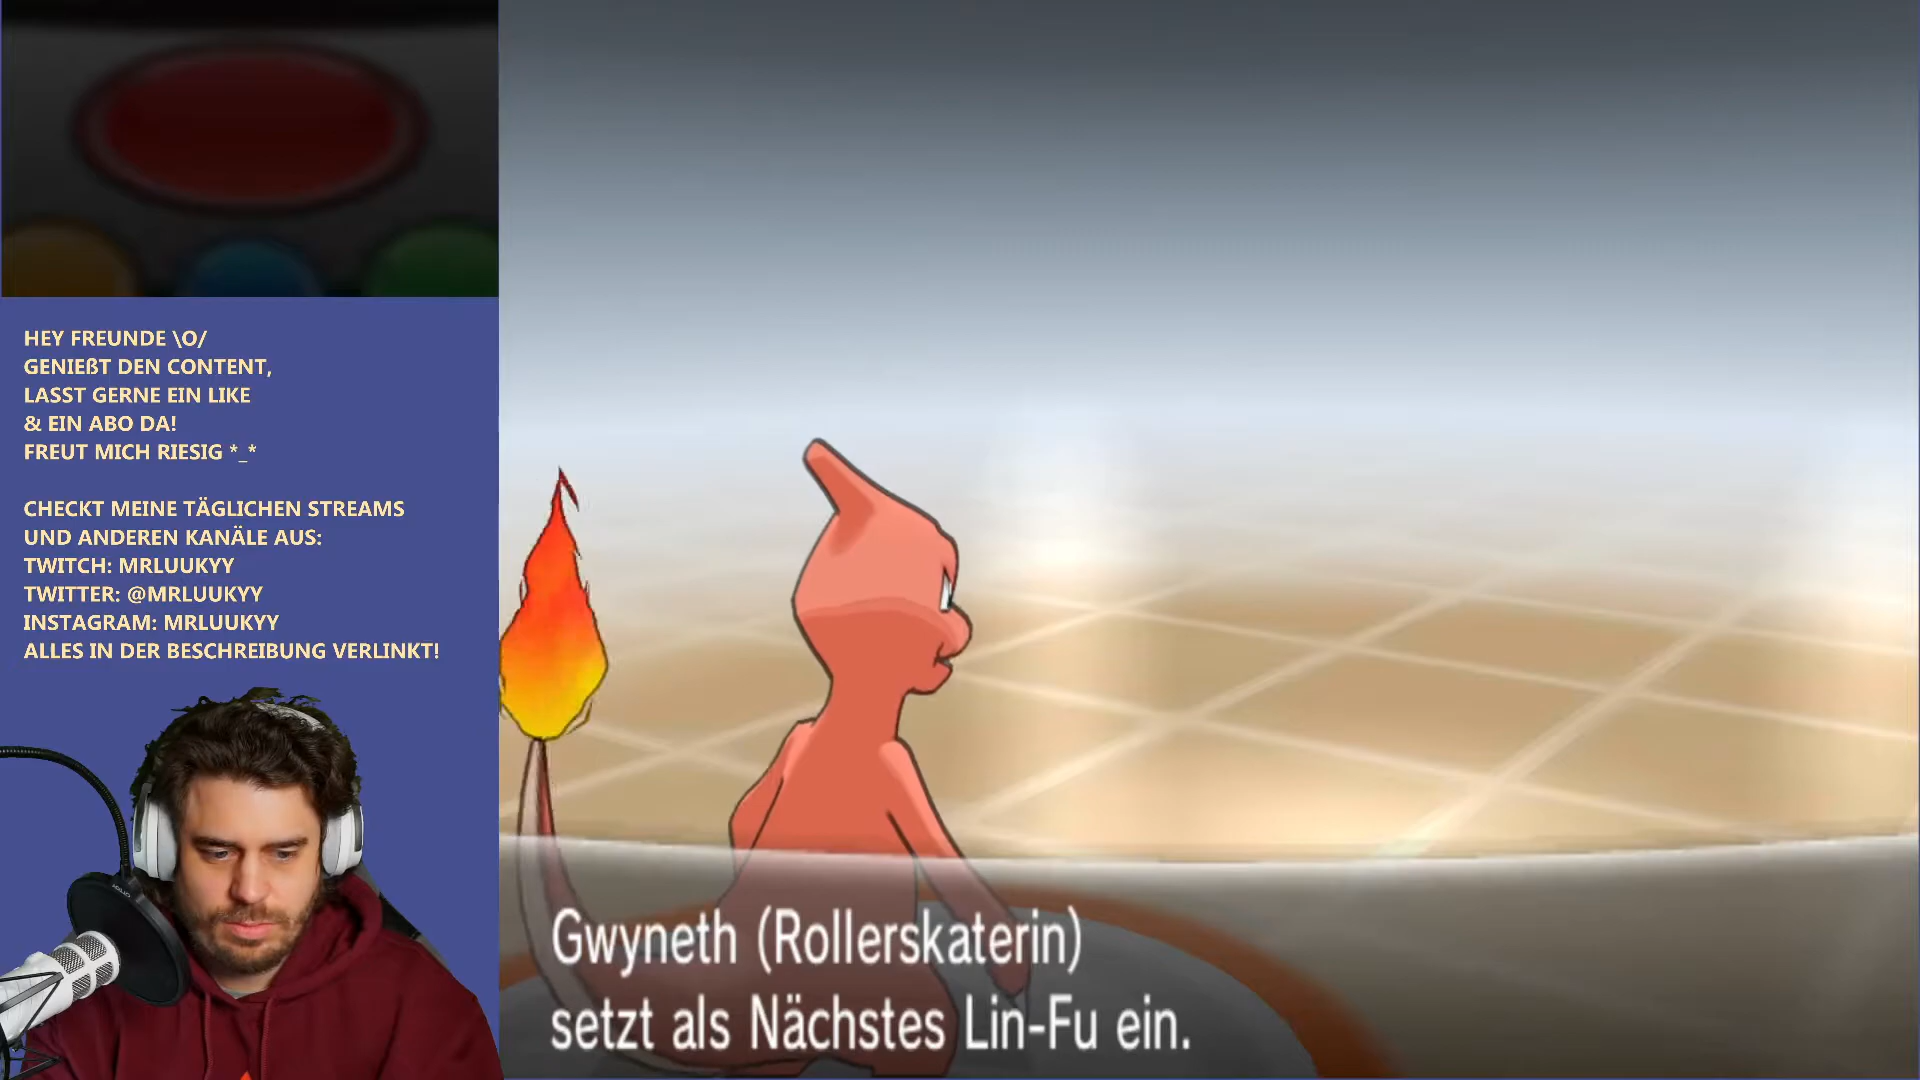 HEY FREUNDE \O/
GENIEßT DEN CONTENT,
LASST GERNE EIN LIKE
& EIN ABO DA!
FREUT MICH RIESIG *_*
CHECKT MEINE TÄGLICHEN STREAMS
UND ANDEREN KANÄLE AUS:
TWITCH: MRLUUKYY
TWITTER: @MRLUUKYY
INSTAGRAM: MRLUUKYY
ALLES IN DER BESCHREIBUNG VERLINKT!
Gwyneth (Rollerskaterin)
setzt als Nächstes Lin-Fu ein.